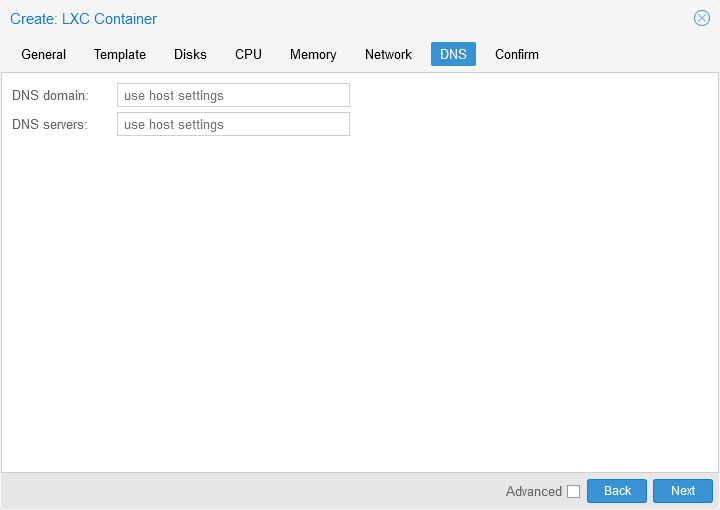 Create: LXC Container
General Template Disks CPU Memory Network DNS Confirm
DNS domain: use host settings
DNS servers: use host settings
Advanced Back Next